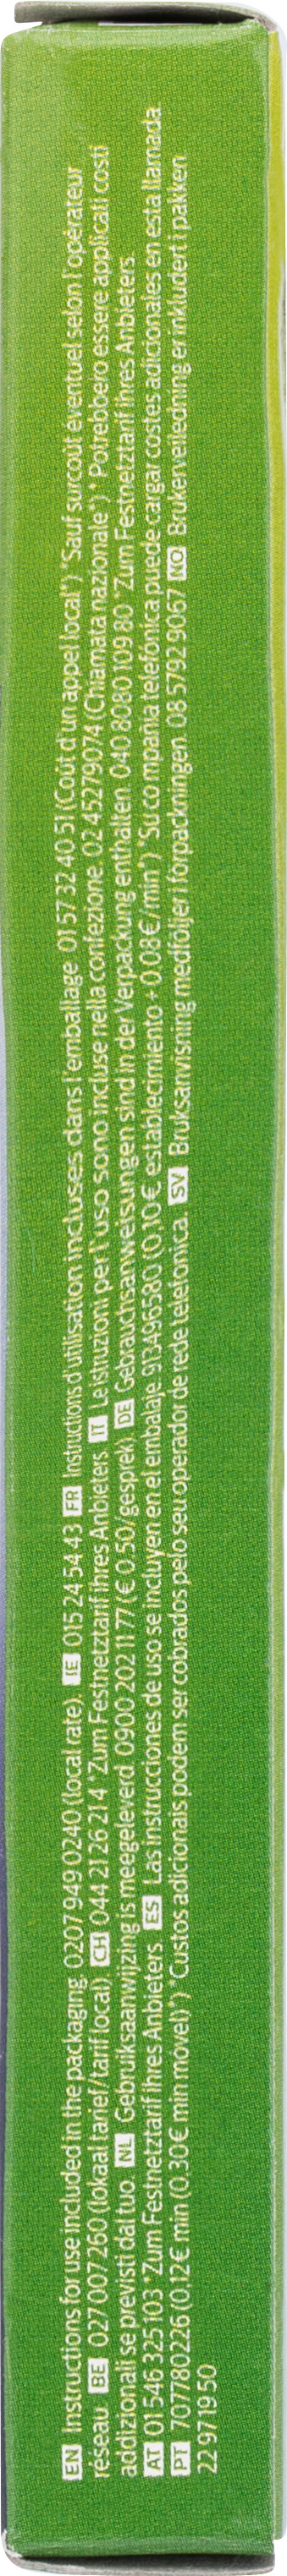 EN Instructions for use included in the packaging. 0207 949 0240 (local rate). IE 015 24 54 43 FR Instructions d'utilisation incluses dans l'emballage. 01 57 32 40 51 (Coût d'un appel local*) *Sauf surcoût éventuel selon l'opérateur
réseau. BE 027 007 260 (lokaal tarief/tarif local) CH 044 21 26 214 *Zum Festnetztarif Ihres Anbieters. IT Le istruzioni per l'uso sono incluse nella confezione. 02 45279074 (Chiamata nazionale*) * Potrebbero essere applicati costi
addizionali se previsti dal tuo. NL Gebruiksaanwijzing is meegeleverd. 0900 202 11 77 (€ 0.50/gesprek) DE Gebrauchsanweisungen sind in der Verpackung enthalten. 040 8080 109 80 *Zum Festnetztarif Ihres Anbieters.
AT 01 546 325 103 *Zum Festnetztarif Ihres Anbieters. ES Las instrucciones de uso se incluyen en el embalaje. 913496580 (0,10€ establecimiento + 0.08€/min*) *Su compañía telefónica puede cargar costes adicionales en esta llamada.
PT 707780226 (0,12€ min (0.30€ min móvel)*) *Custos adicionais podem ser cobrados pelo seu operador de rede telefónica. SV Bruksanvisning medföljer i förpackningen. 08 5792 9067 NO Brukerveiledning er inkludert i pakken
22 97 19 50